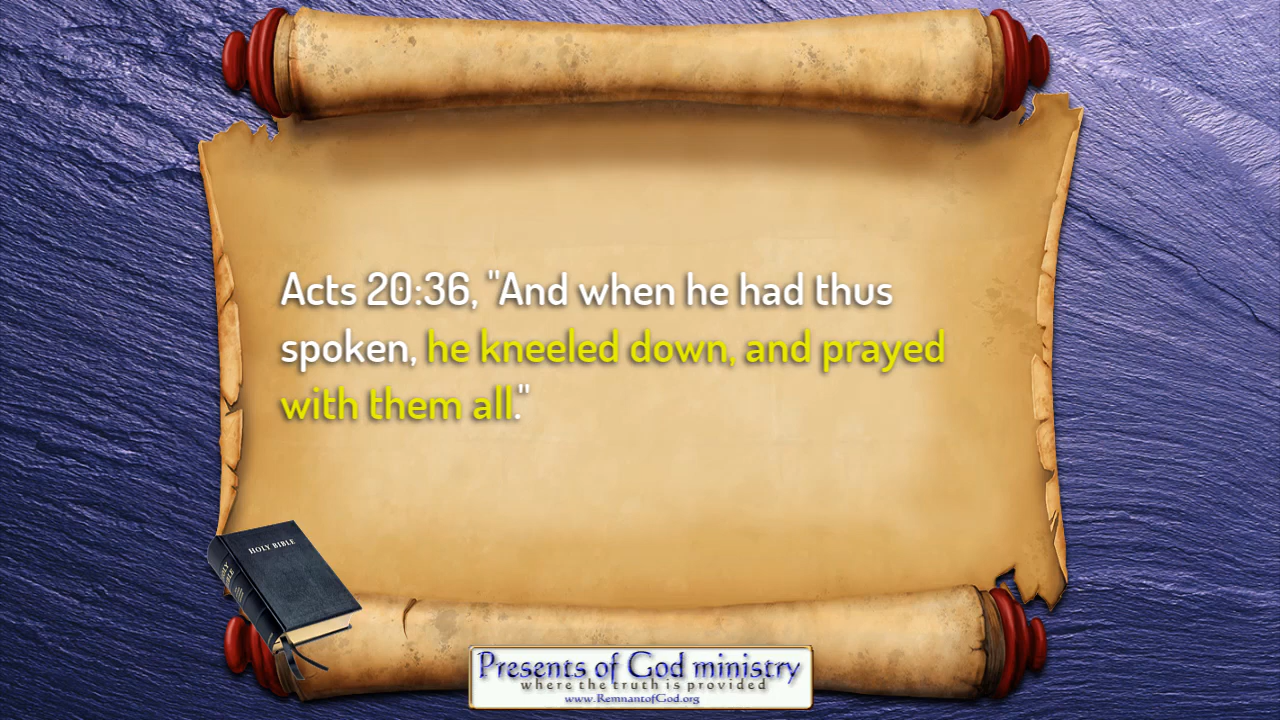 Acts 20:36, "And when he had thus
spoken, he kneeled down, and prayed
with them all."
HOLY BIBLE
Presents of God ministry
where the truth is provided
www.RemnantofGod.org